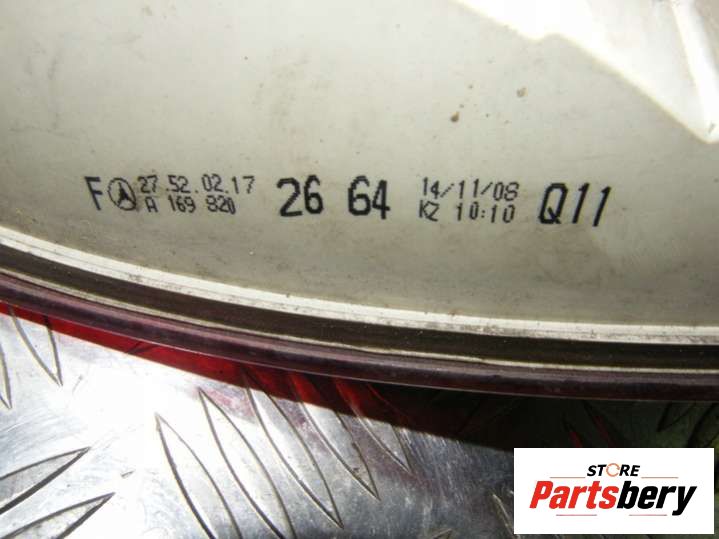 F 27.52.02.17
A 169 820
26 64
14/11/08
KZ 10:10
Q11
STORE
Partsbery